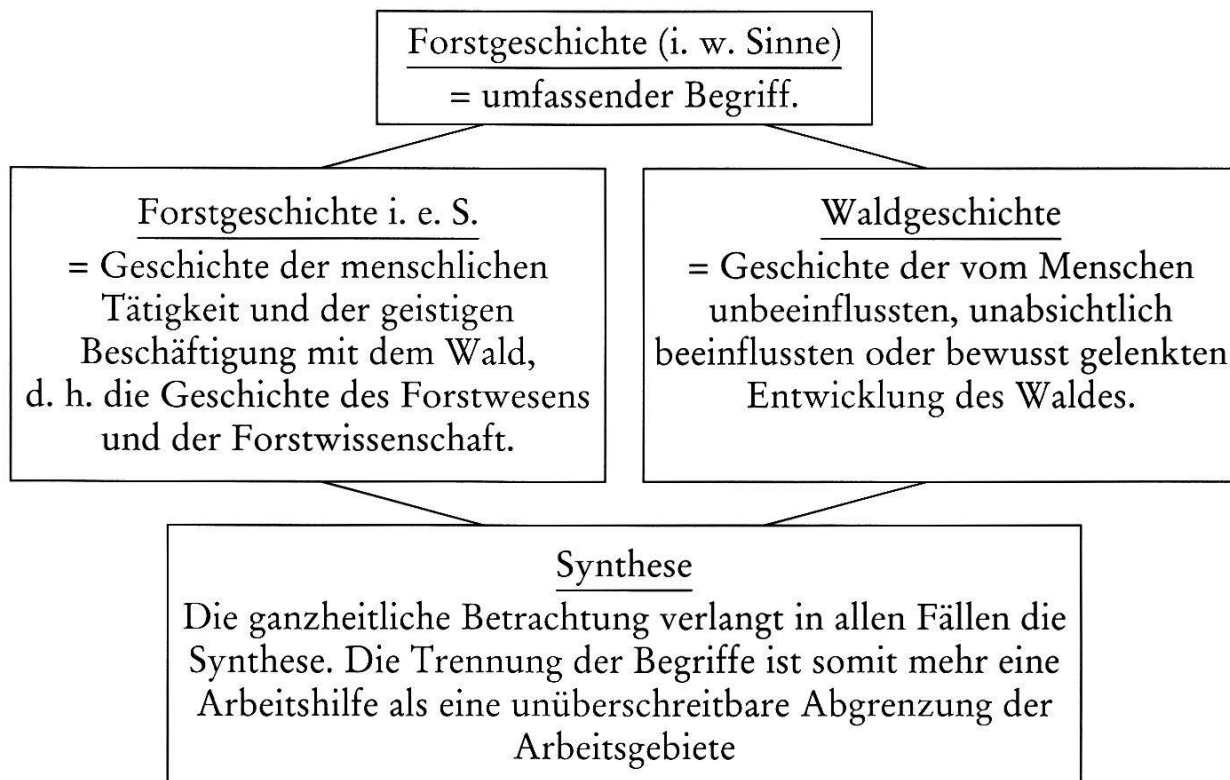 Forstgeschichte (i. w. Sinne)
= umfassender Begriff.
Forstgeschichte i. e. S.
= Geschichte der menschlichen
Tätigkeit und der geistigen
Beschäftigung mit dem Wald,
d. h. die Geschichte des Forstwesens
und der Forstwissenschaft.
Waldgeschichte
= Geschichte der vom Menschen
unbeeinflussten, unabsichtlich
beeinflussten oder bewusst gelenkten
Entwicklung des Waldes.
Synthese
Die ganzheitliche Betrachtung verlangt in allen Fällen die
Synthese. Die Trennung der Begriffe ist somit mehr eine
Arbeitshilfe als eine unüberschreitbare Abgrenzung der
Arbeitsgebiete